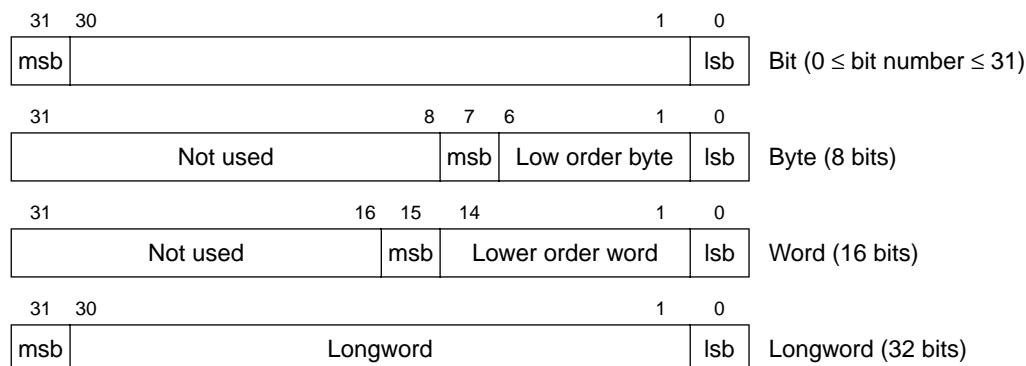 31 30 1 0
msb lsb Bit (0 ≤ bit number ≤ 31)
31 8 7 6 1 0
Not used msb Low order byte lsb Byte (8 bits)
31 16 15 14 1 0
Not used msb Lower order word lsb Word (16 bits)
31 30 1 0
msb Longword lsb Longword (32 bits)